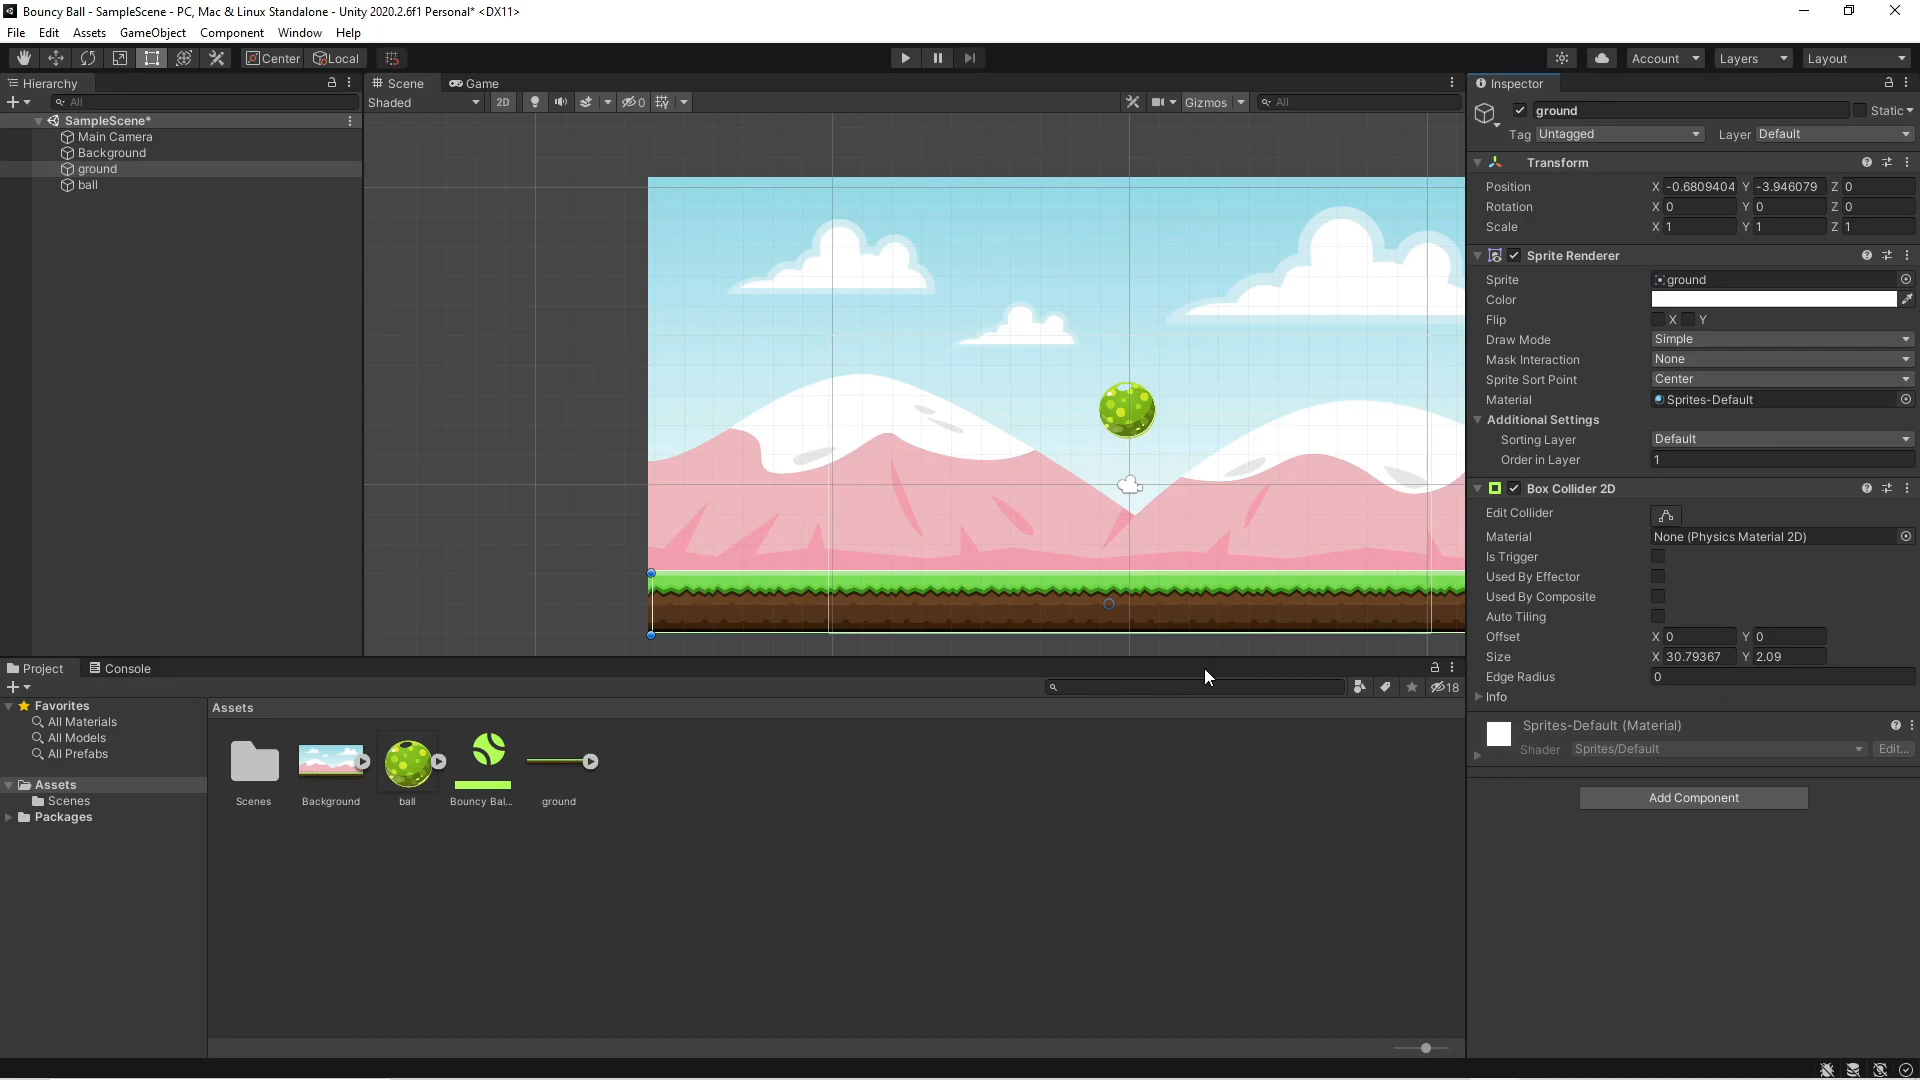 Bouncy Ball - SampleScene - PC, Mac & Linux Standalone - Unity 2020.2.6f1 Personal* <DX11>
File Edit Assets GameObject Component Window Help
Center Local Account Layers Layout
Hierarchy
All
SampleScene*
Main Camera
Background
ground
ball
Scene Game
Shaded 2D 0 Gizmos All
Inspector
ground Static
Tag Untagged Layer Default
Transform
Position X -0.6809404 Y -3.946079 Z 0
Rotation X 0 Y 0 Z 0
Scale X 1 Y 1 Z 1
Sprite Renderer
Sprite ground
Color
Flip X Y
Draw Mode Simple
Mask Interaction None
Sprite Sort Point Center
Material Sprites-Default
Additional Settings
Sorting Layer Default
Order in Layer 1
Box Collider 2D
Edit Collider
Material None (Physics Material 2D)
Is Trigger
Used By Effector
Used By Composite
Auto Tiling
Offset X 0 Y 0
Size X 30.79367 Y 2.09
Edge Radius 0
Info
Sprites-Default (Material)
Shader Sprites/Default Edit...
Add Component
Project Console
18
Favorites
All Materials
All Models
All Prefabs
Assets
Scenes
Packages
Assets
Scenes Background ball Bouncy Bal... ground